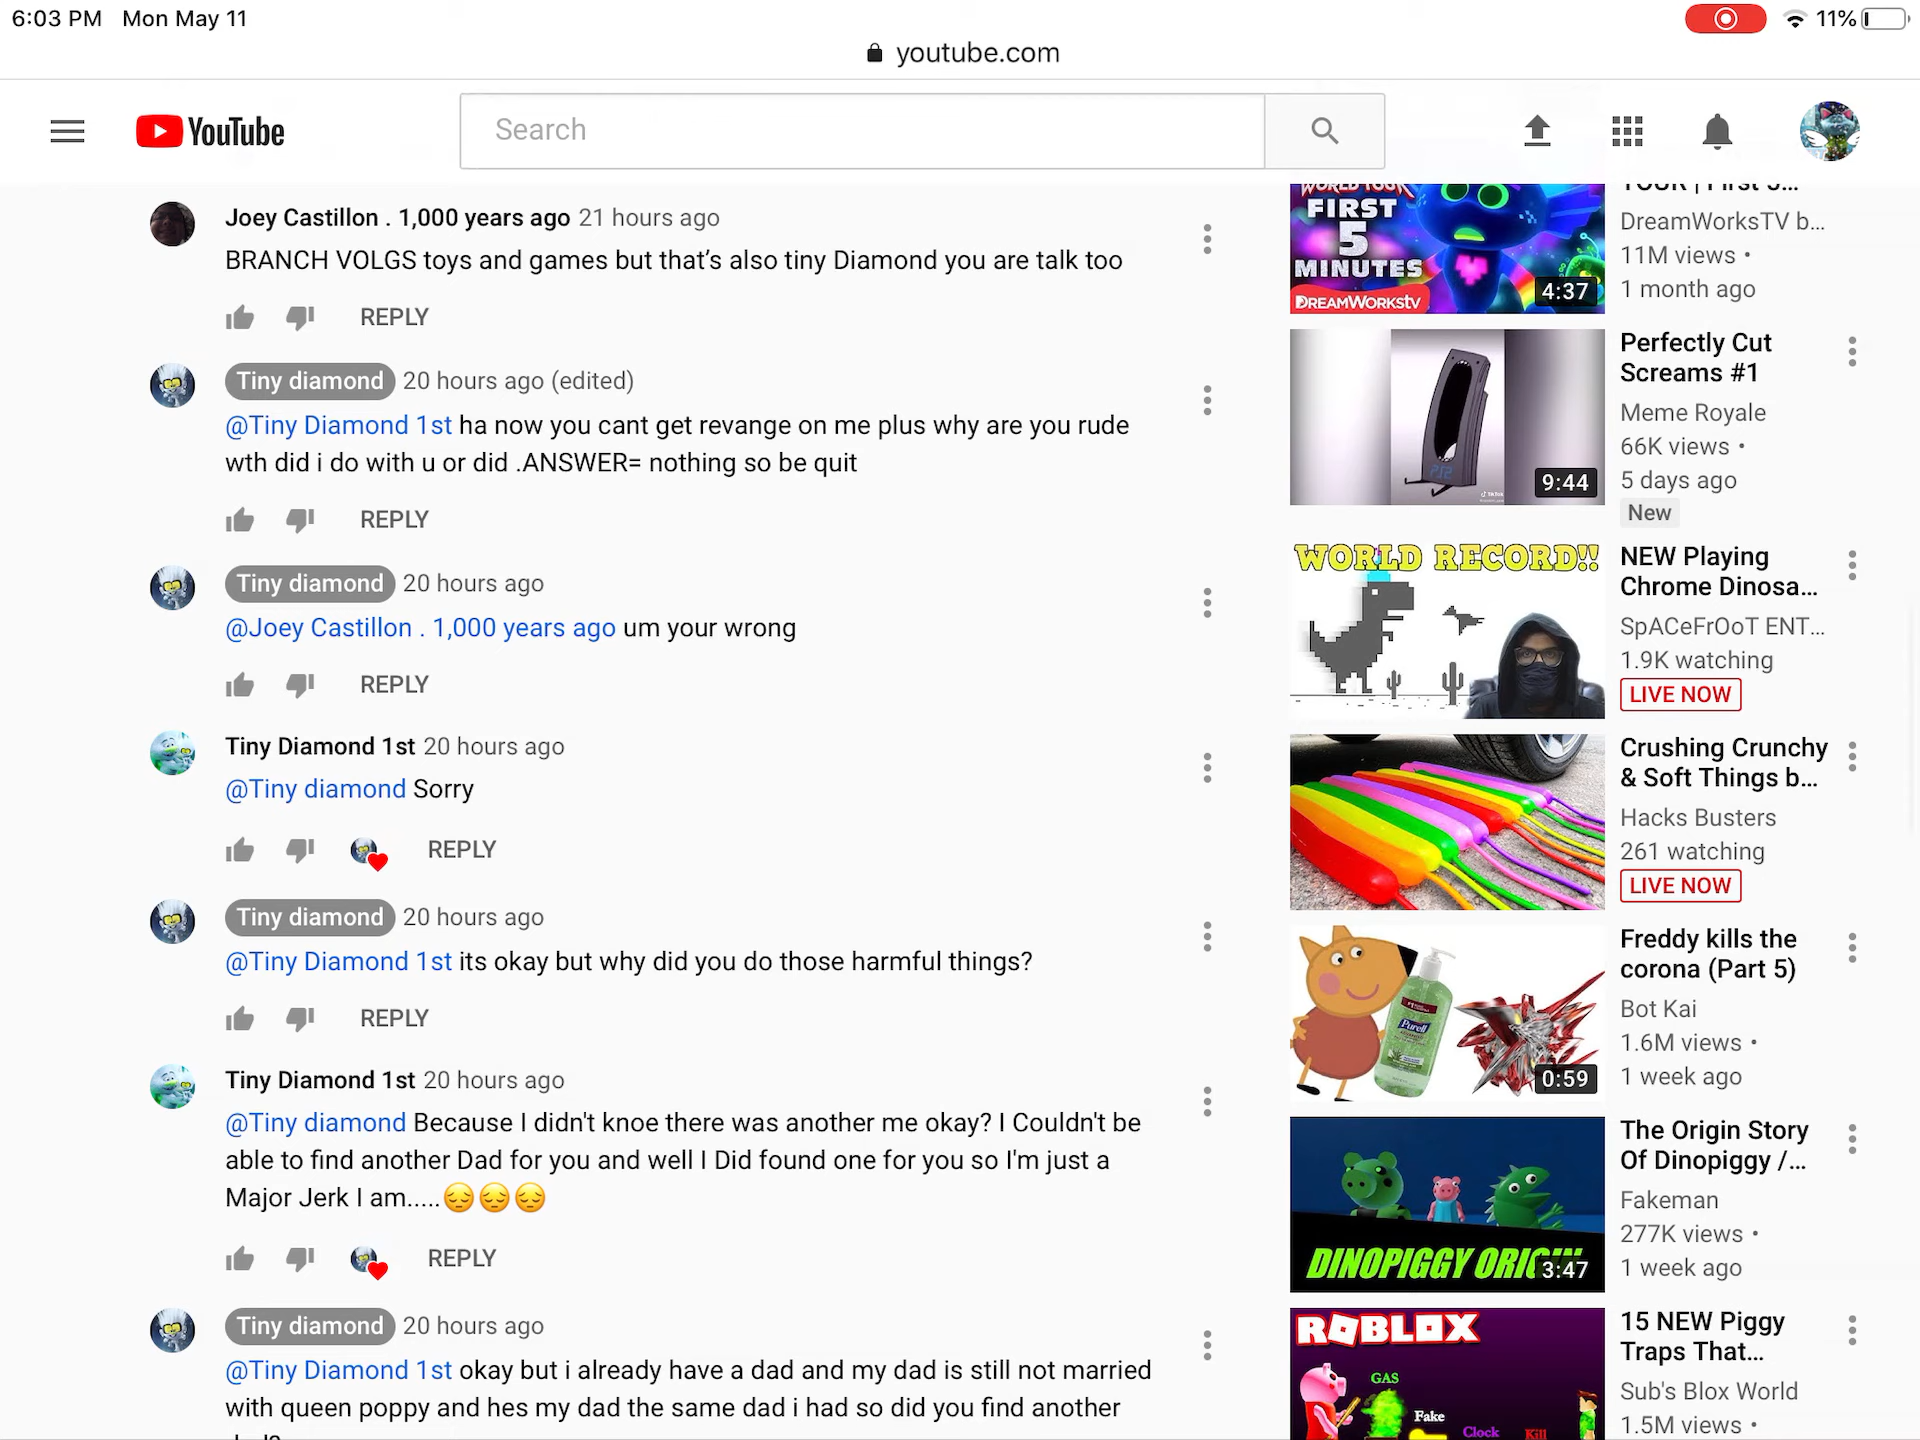 6:03 PM Mon May 11
11%
youtube.com
YouTube
Search
Joey Castillon . 1,000 years ago 21 hours ago
BRANCH VOLGS toys and games but that’s also tiny Diamond you are talk too
REPLY
Tiny diamond 20 hours ago (edited)
@Tiny Diamond 1st ha now you cant get revange on me plus why are you rude
wth did i do with u or did .ANSWER= nothing so be quit
REPLY
Tiny diamond 20 hours ago
@Joey Castillon . 1,000 years ago um your wrong
REPLY
Tiny Diamond 1st 20 hours ago
@Tiny diamond Sorry
REPLY
Tiny diamond 20 hours ago
@Tiny Diamond 1st its okay but why did you do those harmful things?
REPLY
Tiny Diamond 1st 20 hours ago
@Tiny diamond Because I didn't knoe there was another me okay? I Couldn't be
able to find another Dad for you and well I Did found one for you so I'm just a
Major Jerk I am.....😔😔😔
REPLY
Tiny diamond 20 hours ago
@Tiny Diamond 1st okay but i already have a dad and my dad is still not married
with queen poppy and hes my dad the same dad i had so did you find another
WORLD TOUR
FIRST
5
MINUTES
DREAMWORKSTV
4:37
DreamWorksTV b...
11M views •
1 month ago
PS2
9:44
Perfectly Cut
Screams #1
Meme Royale
66K views •
5 days ago
New
WORLD RECORD!!
NEW Playing
Chrome Dinosa...
SpACeFrOoT ENT...
1.9K watching
LIVE NOW
Crushing Crunchy
& Soft Things b...
Hacks Busters
261 watching
LIVE NOW
Purell
0:59
Freddy kills the
corona (Part 5)
Bot Kai
1.6M views •
1 week ago
DINOPIGGY ORIGIN
3:47
The Origin Story
Of Dinopiggy /...
Fakeman
277K views •
1 week ago
ROBLOX
GAS
Fake
Clock
Kill
15 NEW Piggy
Traps That...
Sub's Blox World
1.5M views •